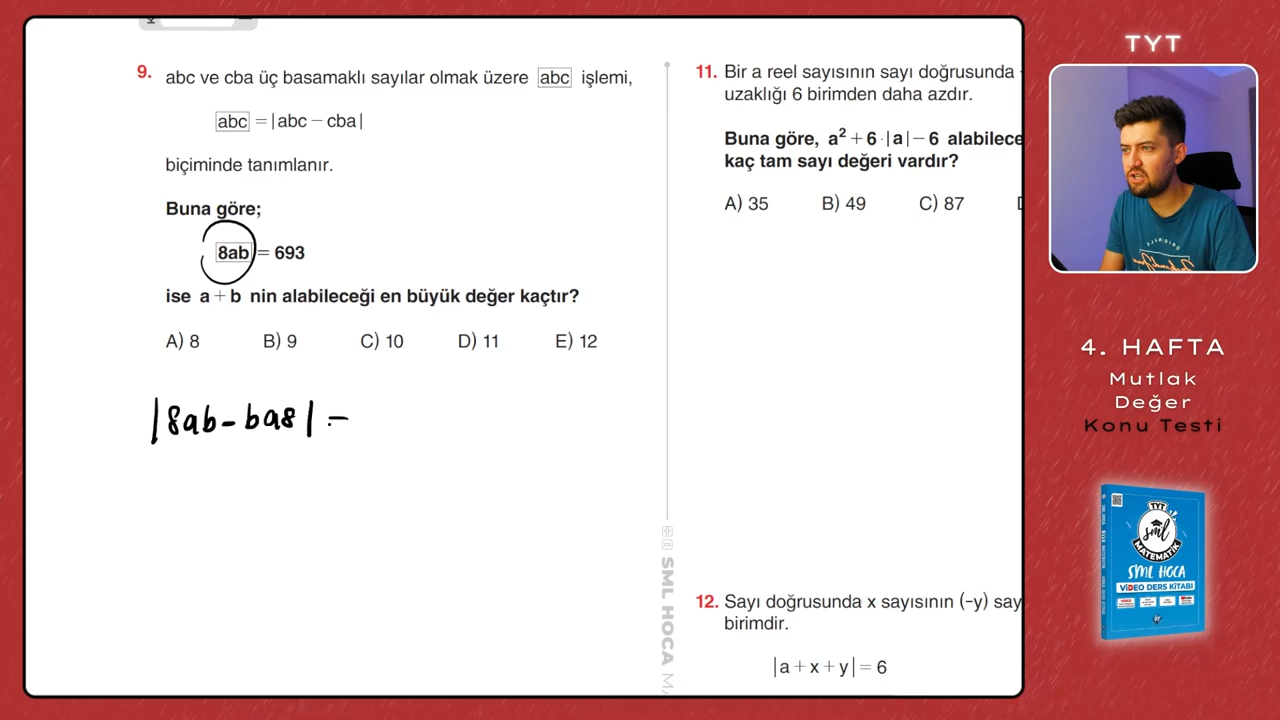 9. abc ve cba üç basamaklı sayılar olmak üzere abc işlemi,
abc = |abc − cba|
biçiminde tanımlanır.
Buna göre;
8ab = 693
ise a + b nin alabileceği en büyük değer kaçtır?
A) 8 B) 9 C) 10 D) 11 E) 12
|8ab - ba8| =
SML HOCA M,
11. Bir a reel sayısının sayı doğrusunda
uzaklığı 6 birimden daha azdır.
Buna göre, a² + 6 · |a| − 6 alabilece
kaç tam sayı değeri vardır?
A) 35 B) 49 C) 87
12. Sayı doğrusunda x sayısının (−y) say
birimdir.
|a + x + y| = 6
TYT
4. HAFTA
Mutlak
Değer
Konu Testi
TYT
sml
MATEMATİK
SML HOCA
VİDEO DERS KİTABI